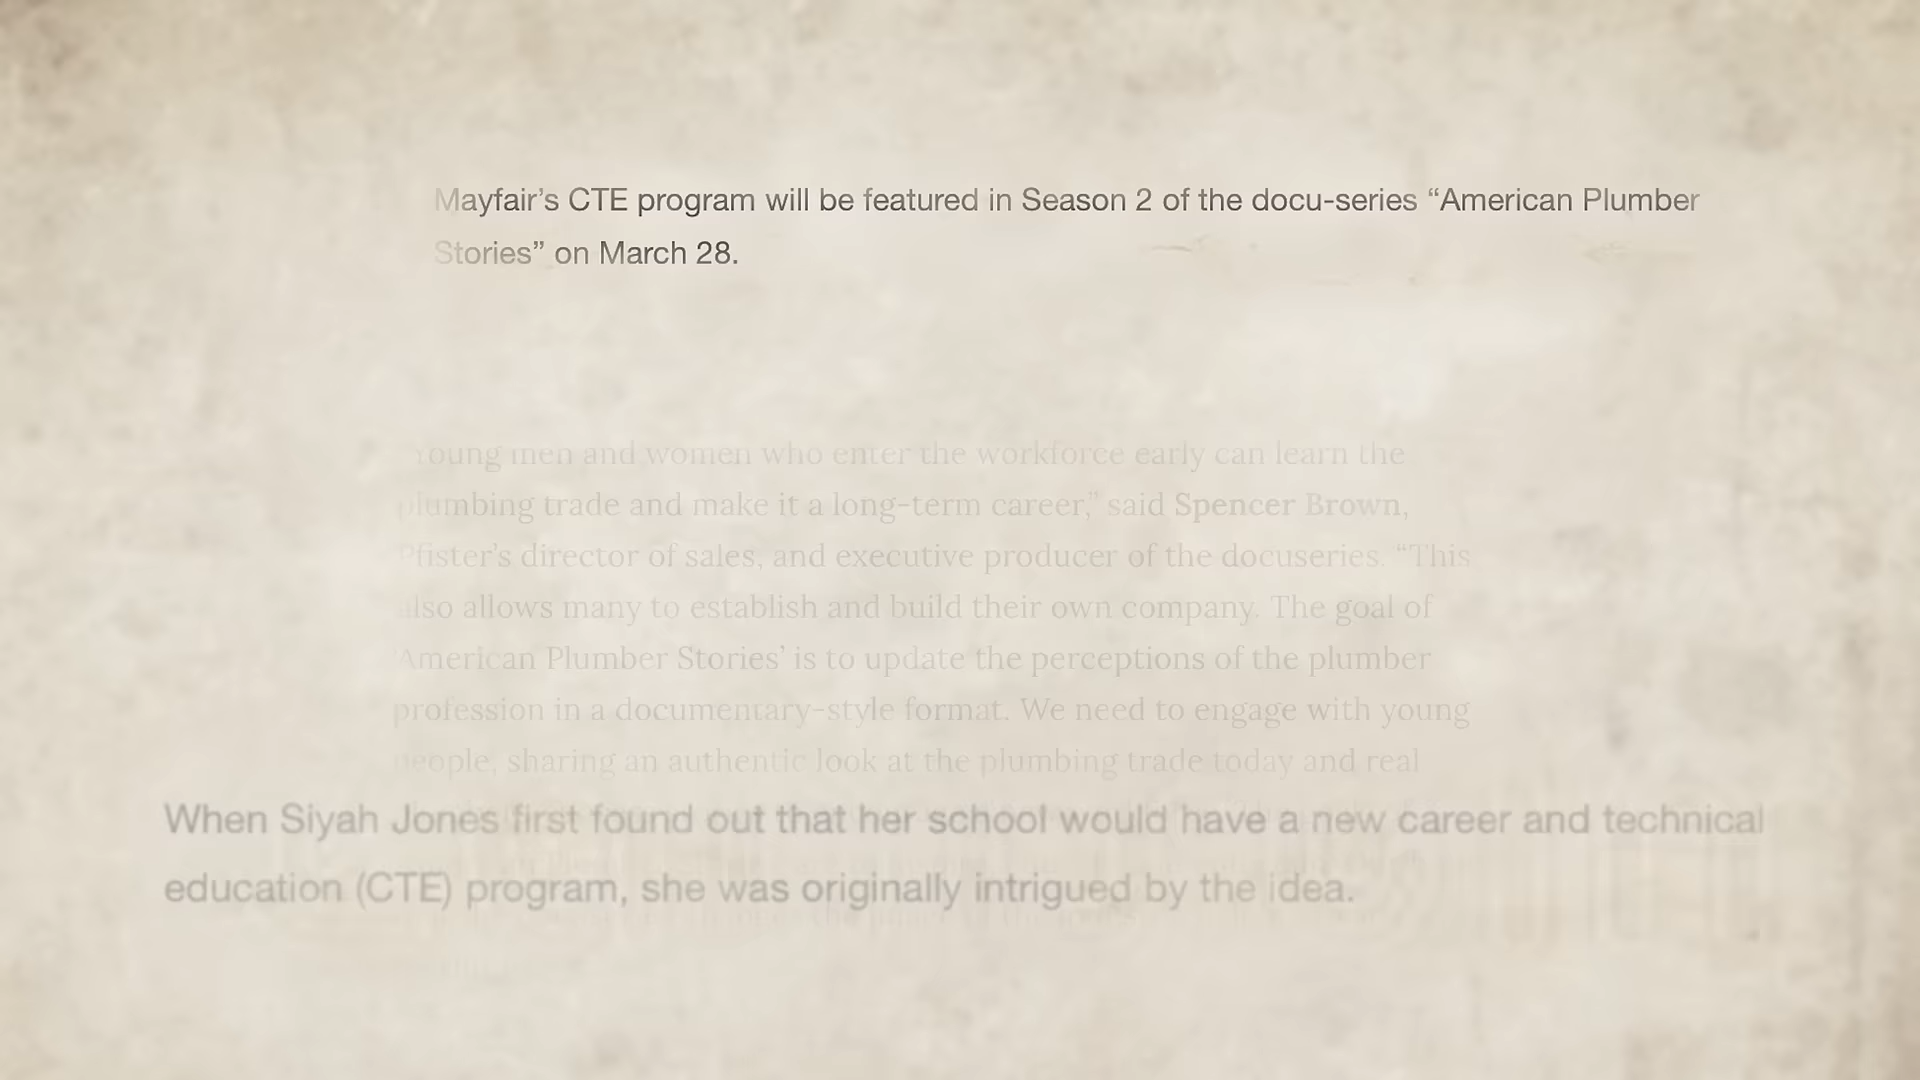 Mayfair’s CTE program will be featured in Season 2 of the docu-series “American Plumber
Stories” on March 28.
Young men and women who enter the workforce early can learn the
plumbing trade and make it a long-term career,” said Spencer Brown,
Pfister’s director of sales, and executive producer of the docuseries. “This
also allows many to establish and build their own company. The goal of
‘American Plumber Stories’ is to update the perceptions of the plumber
profession in a documentary-style format. We need to engage with young
people, sharing an authentic look at the plumbing trade today and real
When Siyah Jones first found out that her school would have a new career and technical
education (CTE) program, she was originally intrigued by the idea.